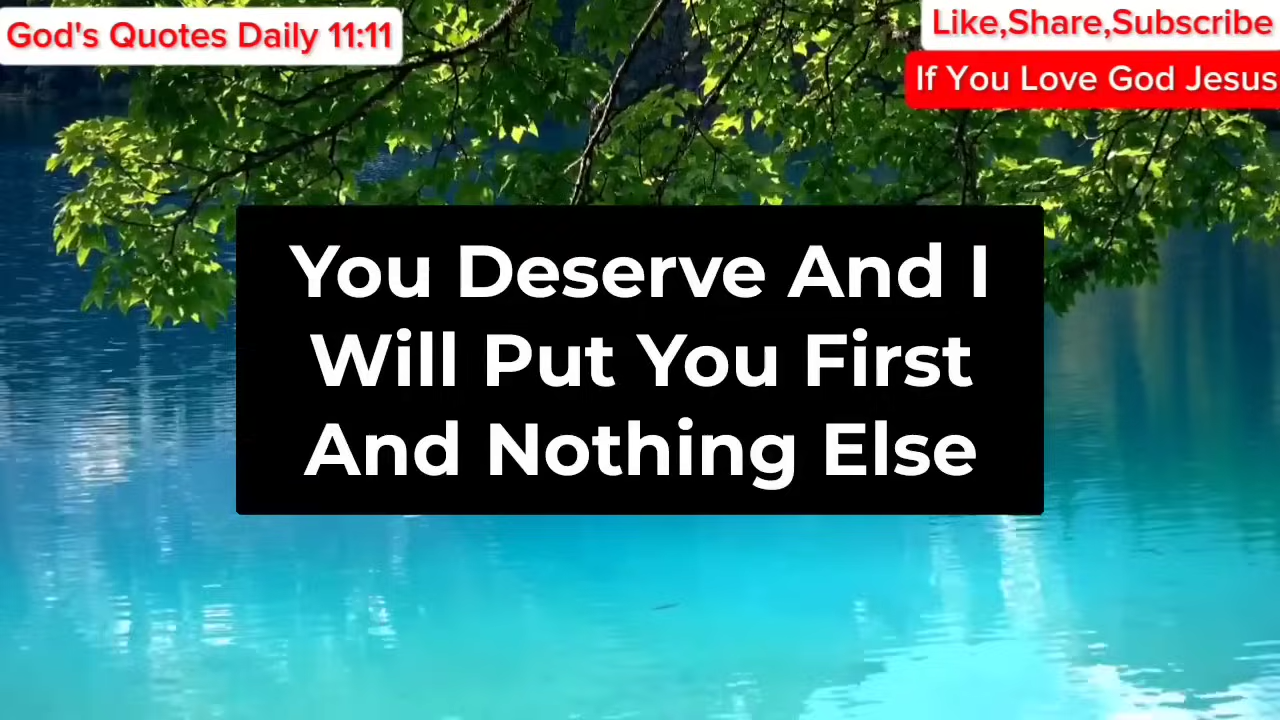 God's Quotes Daily 11:11
Like,Share,Subscribe
If You Love God Jesus
You Deserve And I
Will Put You First
And Nothing Else